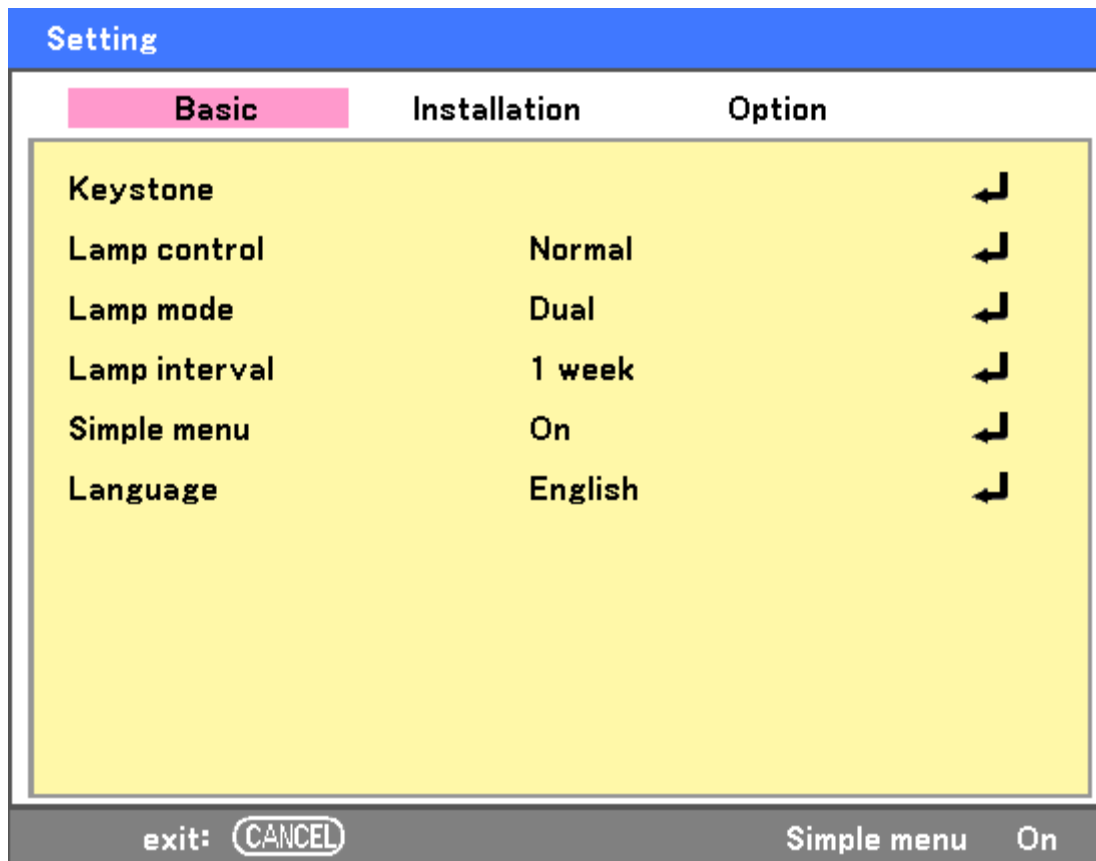 Setting
Basic Installation Option
Keystone
Lamp control Normal
Lamp mode Dual
Lamp interval 1 week
Simple menu On
Language English
exit: CANCEL Simple menu On